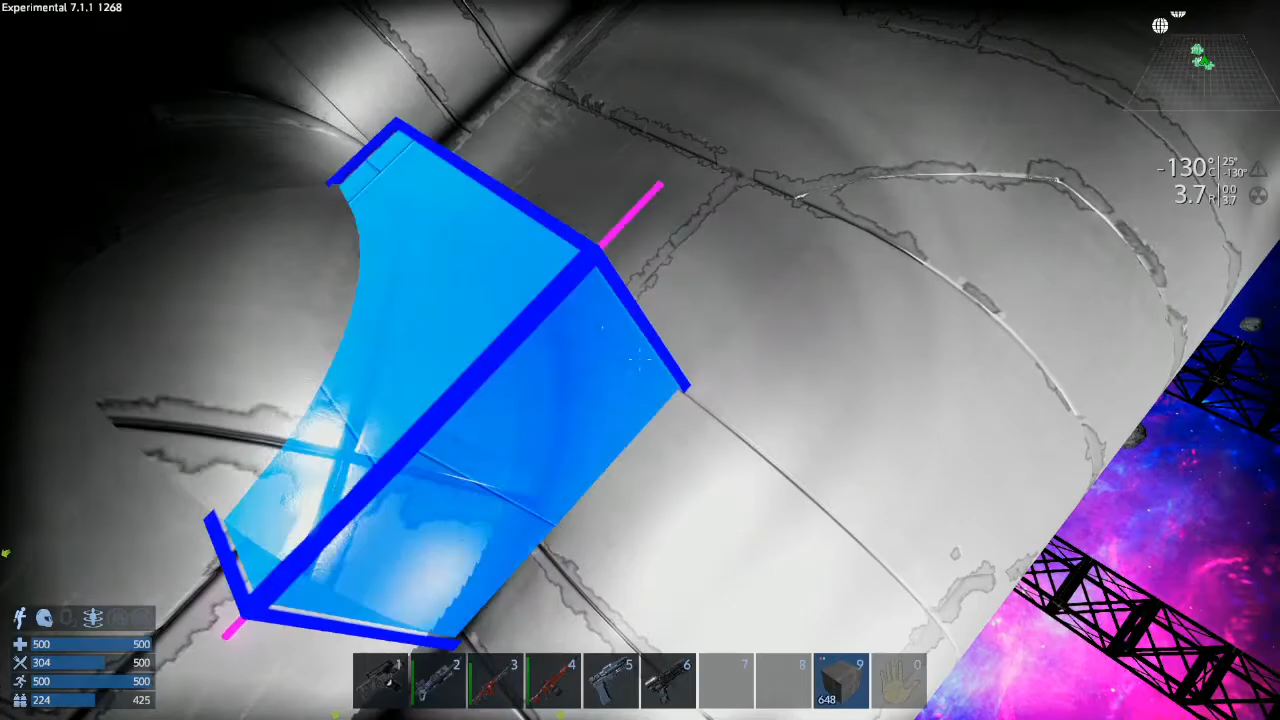 Experimental 7.1.1 1268
-130°C 25°
-130°
3.7R 0.0
3.7
500 500
304 500
500 500
224 425
1 2 3 4 5 6 7 8 9 0
648